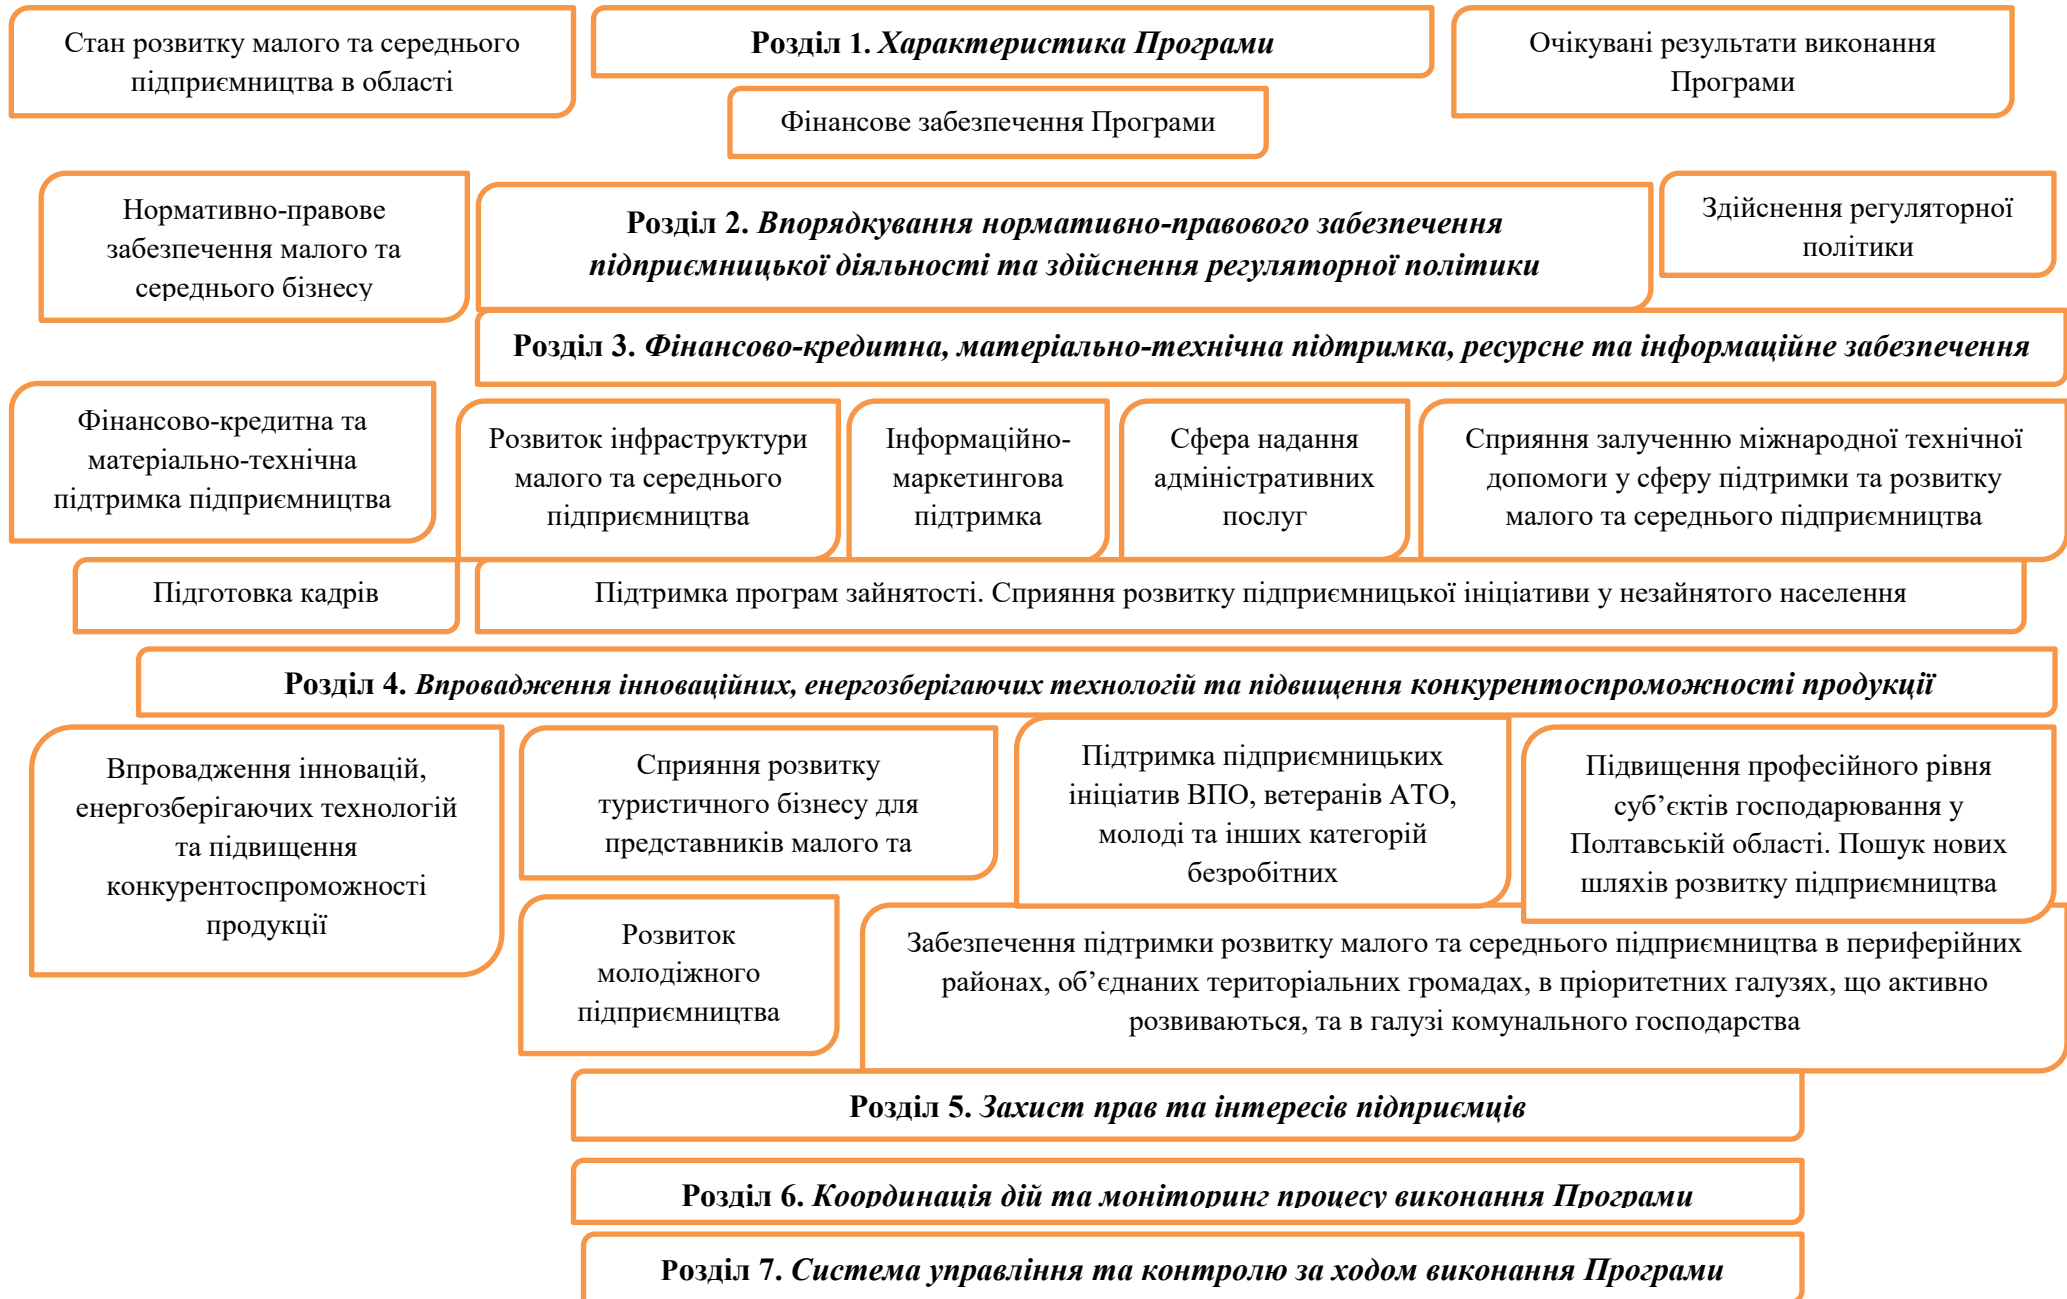 Стан розвитку малого та середнього
підприємництва в області
Розділ 1. Характеристика Програми
Очікувані результати виконання
Програми
Фінансове забезпечення Програми
Нормативно-правове
забезпечення малого та
середнього бізнесу
Розділ 2. Впорядкування нормативно-правового забезпечення
підприємницької діяльності та здійснення регуляторної політики
Здійснення регуляторної
політики
Розділ 3. Фінансово-кредитна, матеріально-технічна підтримка, ресурсне та інформаційне забезпечення
Фінансово-кредитна та
матеріально-технічна
підтримка підприємництва
Розвиток інфраструктури
малого та середнього
підприємництва
Інформаційно-
маркетингова
підтримка
Сфера надання
адміністративних
послуг
Сприяння залученню міжнародної технічної
допомоги у сферу підтримки та розвитку
малого та середнього підприємництва
Підготовка кадрів
Підтримка програм зайнятості. Сприяння розвитку підприємницької ініціативи у незайнятого населення
Розділ 4. Впровадження інноваційних, енергозберігаючих технологій та підвищення конкурентоспроможності продукції
Впровадження інновацій,
енергозберігаючих технологій
та підвищення
конкурентоспроможності
продукції
Сприяння розвитку
туристичного бізнесу для
представників малого та
Підтримка підприємницьких
ініціатив ВПО, ветеранів АТО,
молоді та інших категорій
безробітних
Підвищення професійного рівня
суб’єктів господарювання у
Полтавській області. Пошук нових
шляхів розвитку підприємництва
Розвиток
молодіжного
підприємництва
Забезпечення підтримки розвитку малого та середнього підприємництва в периферійних
районах, об’єднаних територіальних громадах, в пріоритетних галузях, що активно
розвиваються, та в галузі комунального господарства
Розділ 5. Захист прав та інтересів підприємців
Розділ 6. Координація дій та моніторинг процесу виконання Програми
Розділ 7. Система управління та контролю за ходом виконання Програми